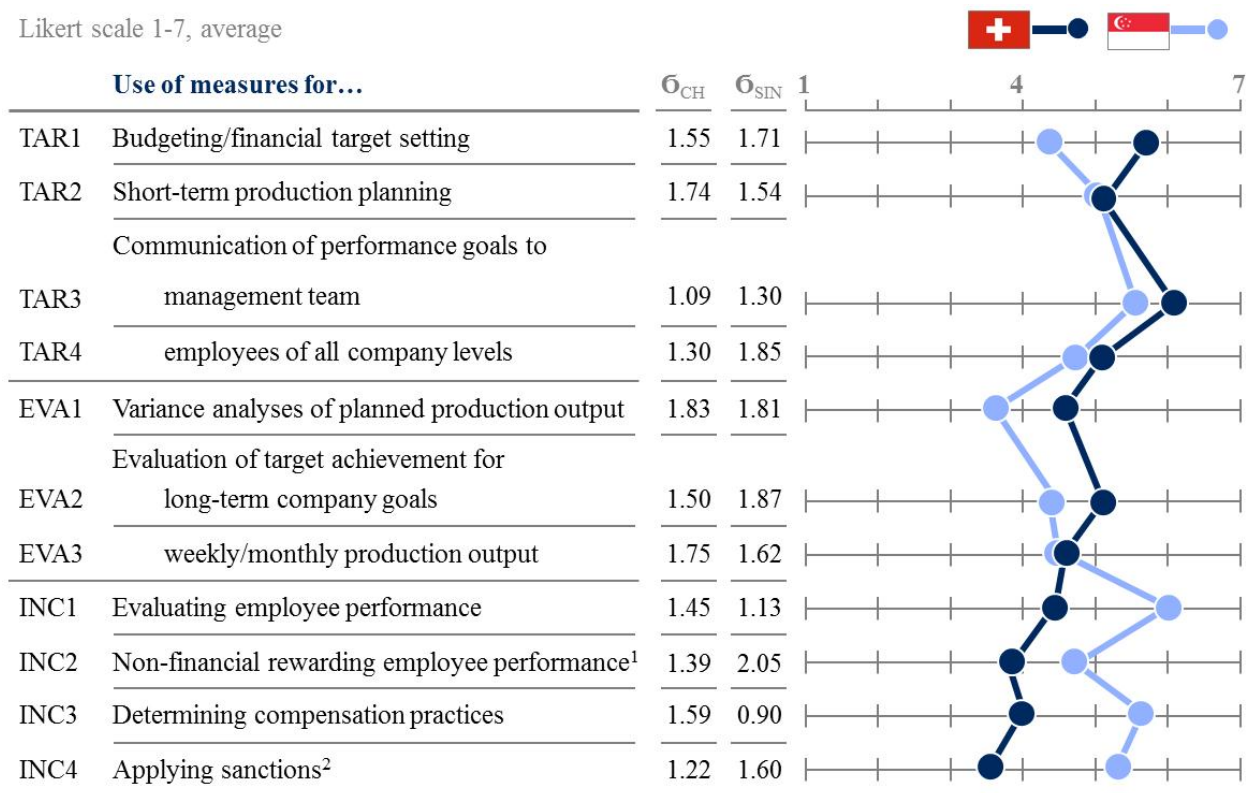 Likert scale 1-7, average
Use of measures for… ϬCH ϬSIN 1 4 7
TAR1 Budgeting/financial target setting 1.55 1.71
TAR2 Short-term production planning 1.74 1.54
Communication of performance goals to
TAR3 management team 1.09 1.30
TAR4 employees of all company levels 1.30 1.85
EVA1 Variance analyses of planned production output 1.83 1.81
Evaluation of target achievement for
EVA2 long-term company goals 1.50 1.87
EVA3 weekly/monthly production output 1.75 1.62
INC1 Evaluating employee performance 1.45 1.13
INC2 Non-financial rewarding employee performance1 1.39 2.05
INC3 Determining compensation practices 1.59 0.90
INC4 Applying sanctions2 1.22 1.60